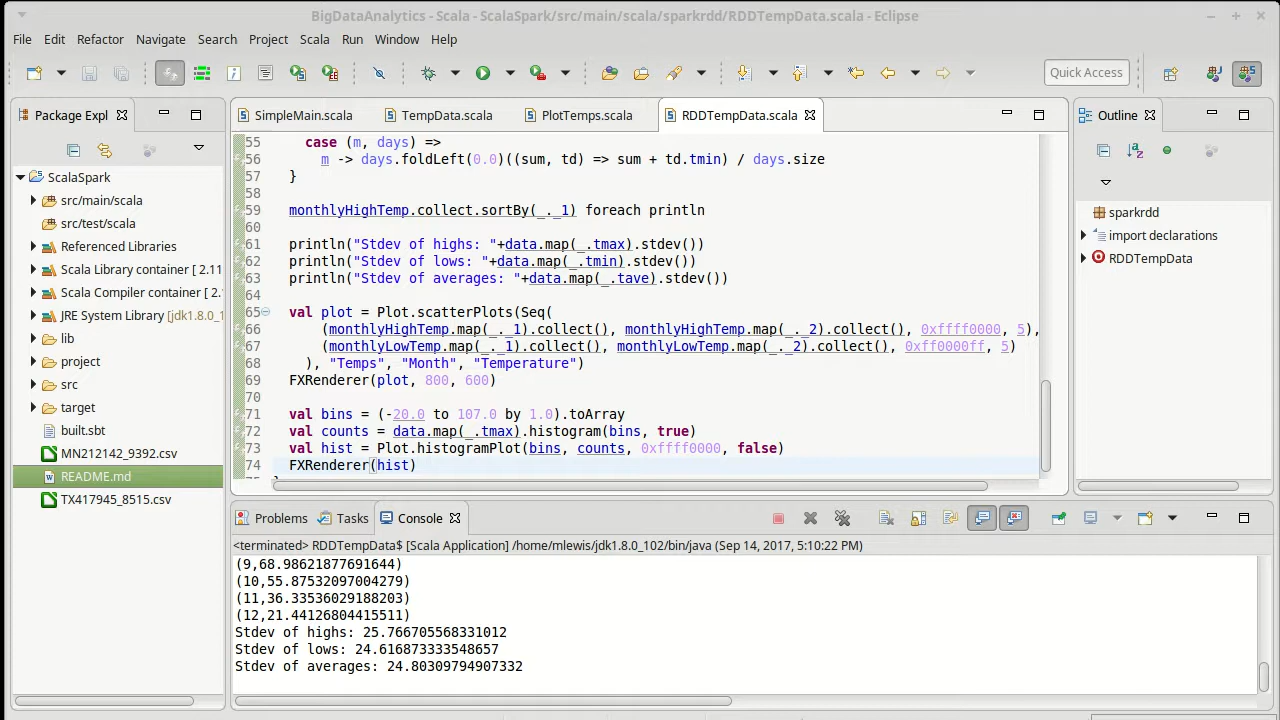 BigDataAnalytics - Scala - ScalaSpark/src/main/scala/sparkrdd/RDDTempData.scala - Eclipse
File Edit Refactor Navigate Search Project Scala Run Window Help
Quick Access
Package Expl
SimpleMain.scala TempData.scala PlotTemps.scala RDDTempData.scala
Outline
ScalaSpark
src/main/scala
src/test/scala
Referenced Libraries
Scala Library container [ 2.11
Scala Compiler container [ 2.
JRE System Library [jdk1.8.0_1
lib
project
src
target
built.sbt
MN212142_9392.csv
README.md
TX417945_8515.csv
55 case (m, days) =>
56 m -> days.foldLeft(0.0)((sum, td) => sum + td.tmin) / days.size
57 }
58
59 monthlyHighTemp.collect.sortBy(_._1) foreach println
60
61 println("Stdev of highs: "+data.map(_.tmax).stdev())
62 println("Stdev of lows: "+data.map(_.tmin).stdev())
63 println("Stdev of averages: "+data.map(_.tave).stdev())
64
65 val plot = Plot.scatterPlots(Seq(
66 (monthlyHighTemp.map(_._1).collect(), monthlyHighTemp.map(_._2).collect(), 0xffff0000, 5),
67 (monthlyLowTemp.map(_._1).collect(), monthlyLowTemp.map(_._2).collect(), 0xff0000ff, 5)
68 ), "Temps", "Month", "Temperature")
69 FXRenderer(plot, 800, 600)
70
71 val bins = (-20.0 to 107.0 by 1.0).toArray
72 val counts = data.map(_.tmax).histogram(bins, true)
73 val hist = Plot.histogramPlot(bins, counts, 0xffff0000, false)
74 FXRenderer(hist)
sparkrdd
import declarations
RDDTempData
Problems Tasks Console
<terminated> RDDTempData$ [Scala Application] /home/mlewis/jdk1.8.0_102/bin/java (Sep 14, 2017, 5:10:22 PM)
(9,68.98621877691644)
(10,55.87532097004279)
(11,36.33536029188203)
(12,21.44126804415511)
Stdev of highs: 25.766705568331012
Stdev of lows: 24.616873333548657
Stdev of averages: 24.80309794907332